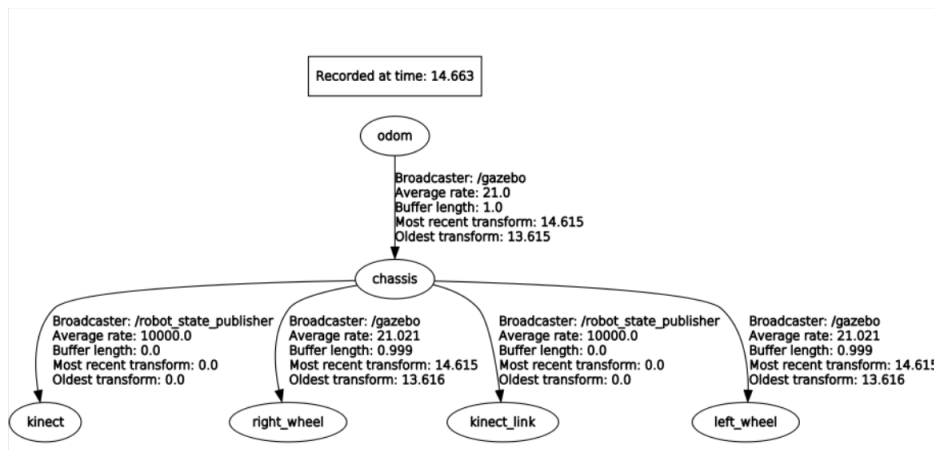 Recorded at time: 14.663
odom
Broadcaster: /gazebo
Average rate: 21.0
Buffer length: 1.0
Most recent transform: 14.615
Oldest transform: 13.615
chassis
Broadcaster: /robot_state_publisher
Average rate: 10000.0
Buffer length: 0.0
Most recent transform: 0.0
Oldest transform: 0.0
Broadcaster: /gazebo
Average rate: 21.021
Buffer length: 0.999
Most recent transform: 14.615
Oldest transform: 13.616
Broadcaster: /robot_state_publisher
Average rate: 10000.0
Buffer length: 0.0
Most recent transform: 0.0
Oldest transform: 0.0
Broadcaster: /gazebo
Average rate: 21.021
Buffer length: 0.999
Most recent transform: 14.615
Oldest transform: 13.616
kinect
right_wheel
kinect_link
left_wheel